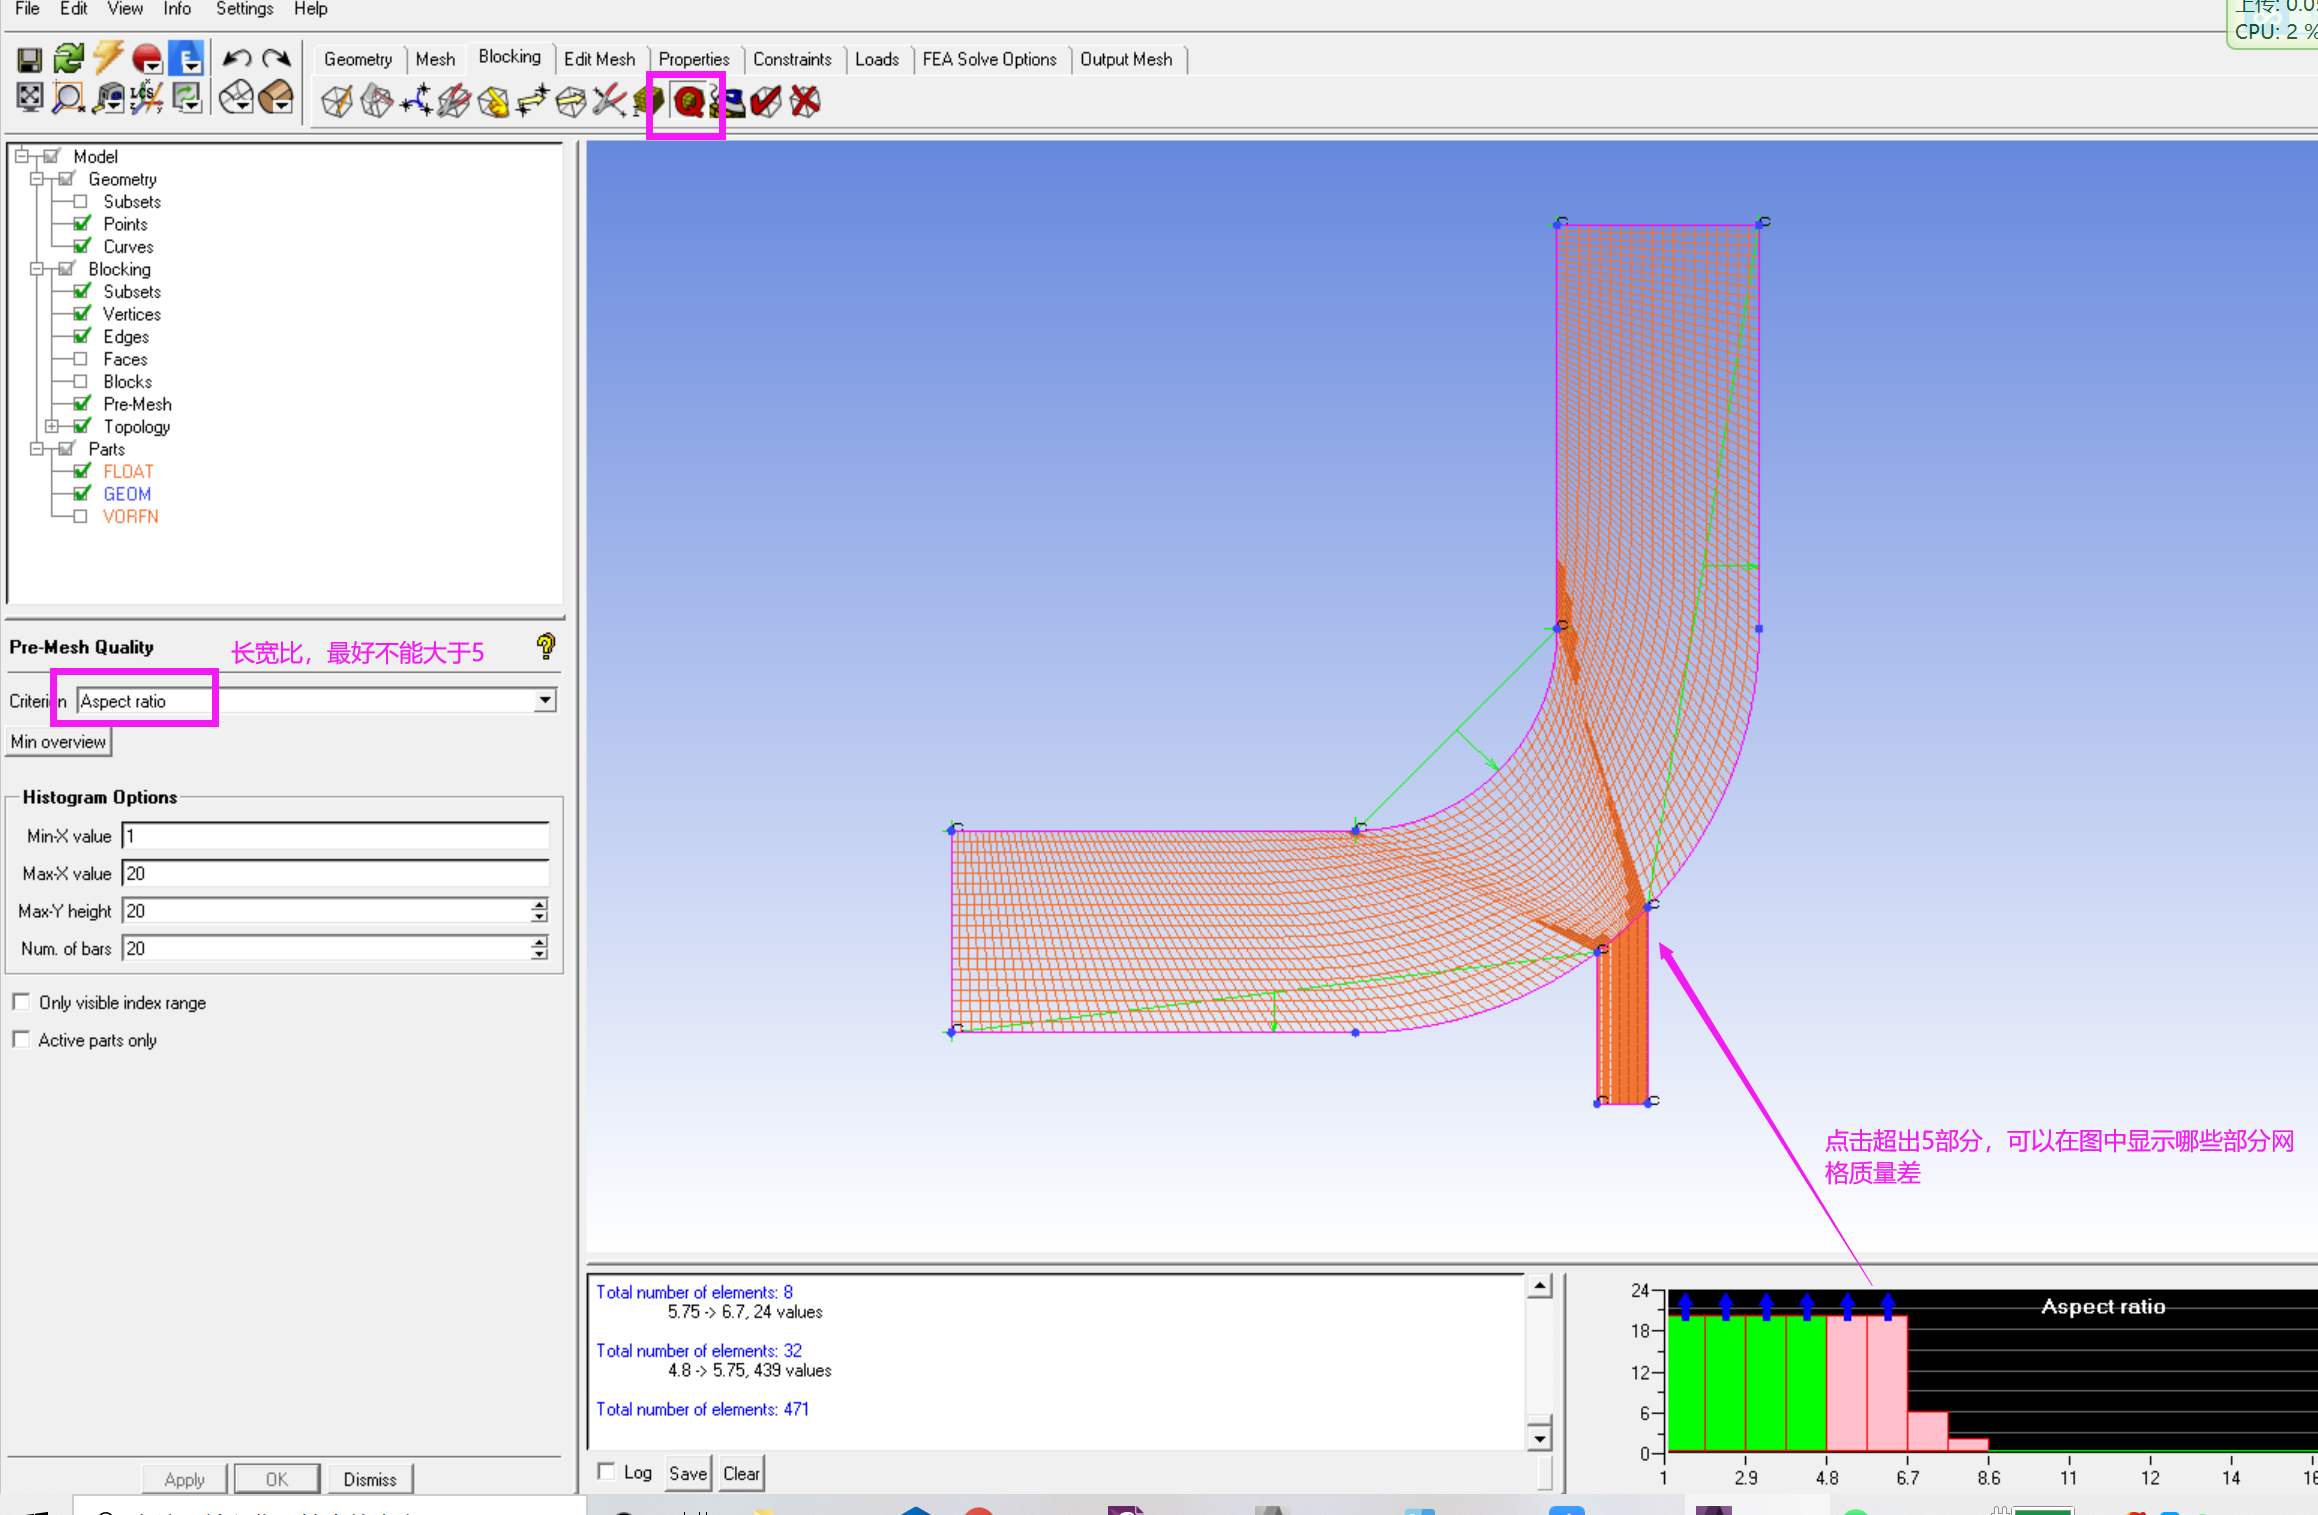 File Edit View Info Settings Help
CPU: 2 %
Geometry Mesh Blocking Edit Mesh Properties Constraints Loads FEA Solve Options Output Mesh
Model
Geometry
Subsets
Points
Curves
Blocking
Subsets
Vertices
Edges
Faces
Blocks
Pre-Mesh
Topology
Parts
FLOAT
GEOM
VORFN
Pre-Mesh Quality
长宽比，最好不能大于5
Criterion Aspect ratio
Min overview
Histogram Options
Min-X value 1
Max-X value 20
Max-Y height 20
Num. of bars 20
Only visible index range
Active parts only
Apply OK Dismiss
点击超出5部分，可以在图中显示哪些部分网
格质量差
Total number of elements: 8
5.75 -> 6.7, 24 values
Total number of elements: 32
4.8 -> 5.75, 439 values
Total number of elements: 471
Log Save Clear
Aspect ratio
24
18
12
6
0
1 2.9 4.8 6.7 8.6 11 12 14